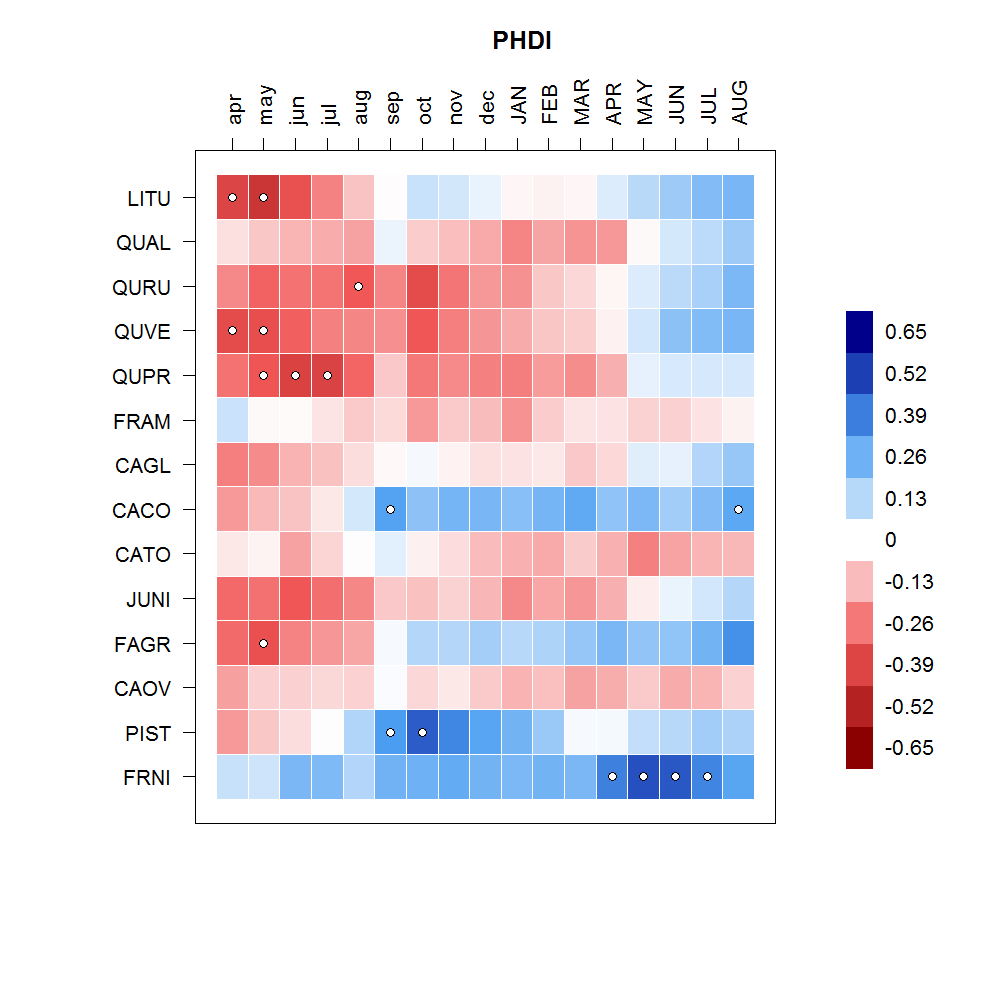 PHDI
apr may jun jul aug sep oct nov dec JAN FEB MAR APR MAY JUN JUL AUG
LITU
QUAL
QURU
QUVE
QUPR
FRAM
CAGL
CACO
CATO
JUNI
FAGR
CAOV
PIST
FRNI
0.65
0.52
0.39
0.26
0.13
0
-0.13
-0.26
-0.39
-0.52
-0.65